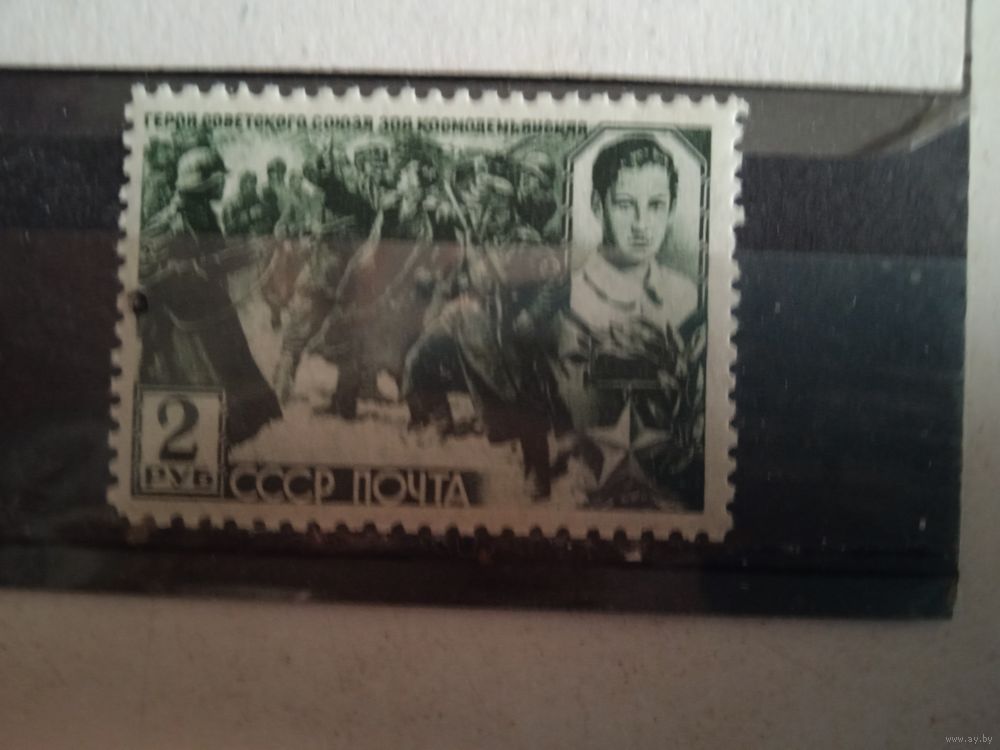 ГЕРОЙ СОВЕТСКОГО СОЮЗА ЗОЯ КОСМОДЕМЬЯНСКАЯ
2
РУБ
СССР ПОЧТА
www.ay.by